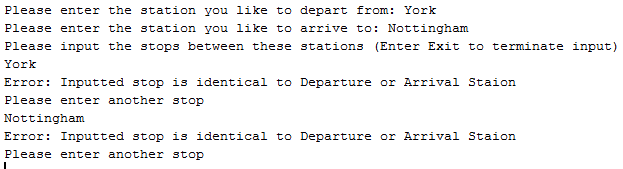 Please enter the station you like to depart from: York
Please enter the station you like to arrive to: Nottingham
Please input the stops between these stations (Enter Exit to terminate input)
York
Error: Inputted stop is identical to Departure or Arrival Staion
Please enter another stop
Nottingham
Error: Inputted stop is identical to Departure or Arrival Staion
Please enter another stop